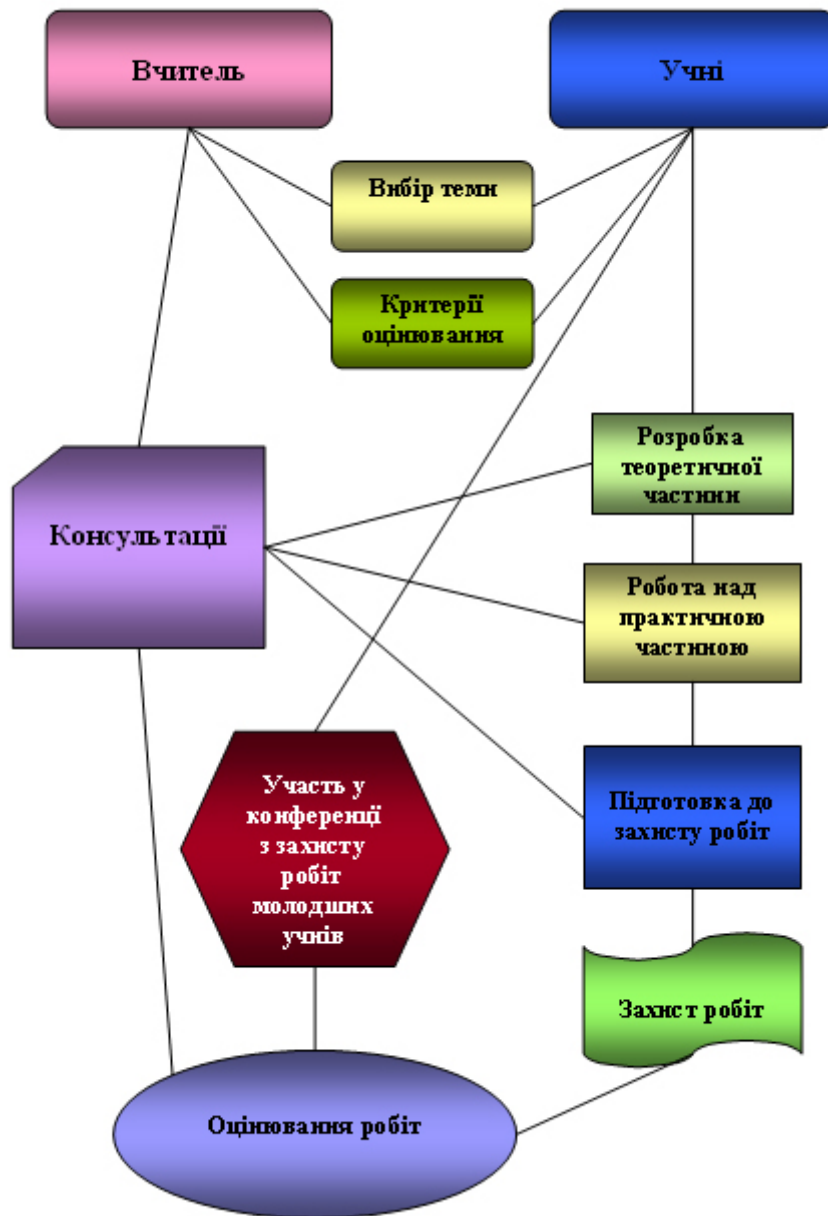 Вчитель
Учні
Вибір теми
Критерії
оцінювання
Розробка
теоретичної
частини
Консультації
Робота над
практичною
частиною
Участь у
конференці
з захисту
робіт
молодших
учнів
Підготовка до
захисту робіт
Захист робіт
Оцінювання робіт